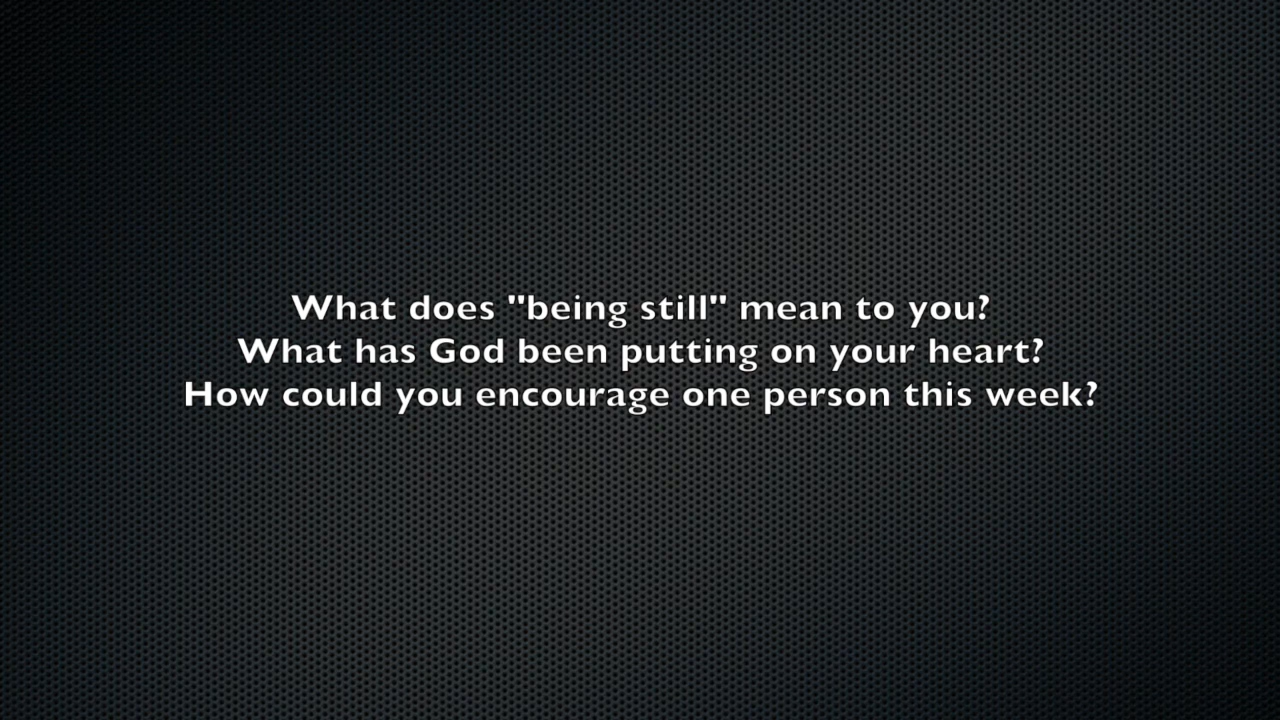 What does "being still" mean to you?
What has God been putting on your heart?
How could you encourage one person this week?